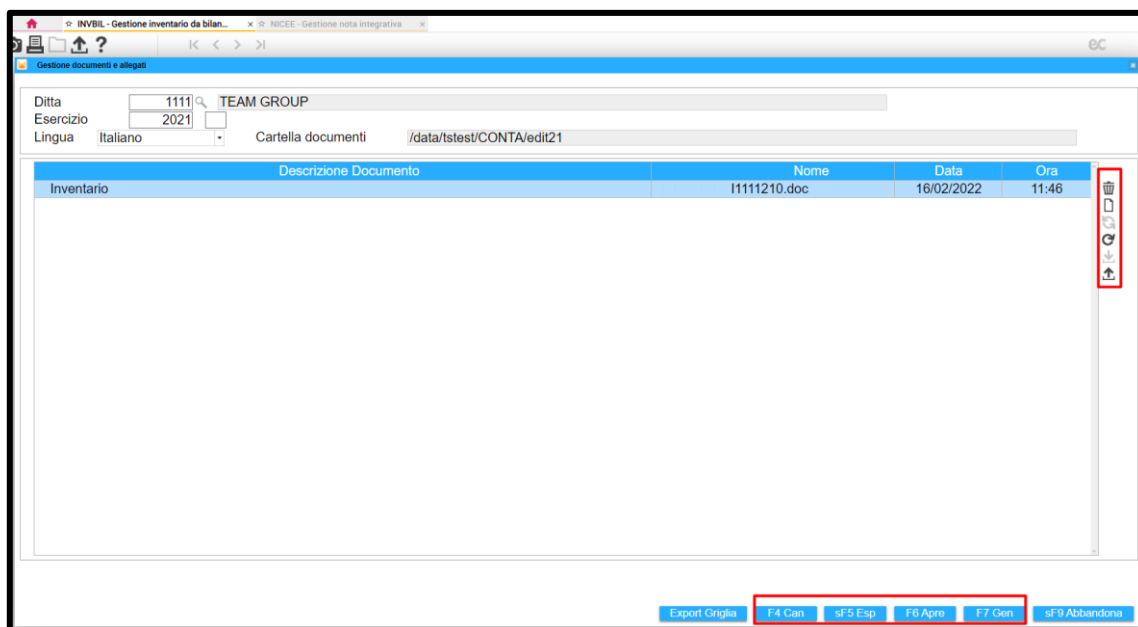 INVBIL - Gestione inventario da bilan... × NICEE - Gestione nota integrativa ×
?
ec
Gestione documenti e allegati
Ditta 1111 TEAM GROUP
Esercizio 2021
Lingua Italiano Cartella documenti /data/tstest/CONTA/edit21
Descrizione Documento Nome Data Ora
Inventario I1111210.doc 16/02/2022 11:46
Export Griglia F4 Can sF5 Esp F6 Apre F7 Gen sF9 Abbandona